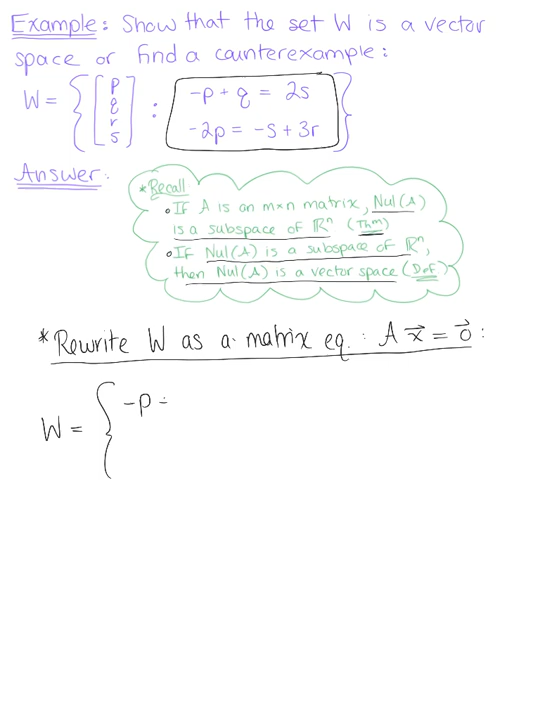 Example: Show that the set W is a vector
space or find a counterexample:
W = { [p q r s] : -p + q = 2s
-2p = -s + 3r }
Answer:
*Recall
• If A is an m×n matrix, Nul(A)
is a subspace of ℝⁿ (Thm)
• If Nul(A) is a subspace of ℝⁿ,
then Nul(A) is a vector space (Def)
*Rewrite W as a matrix eq. : A x⃗ = 0⃗ :
W = { -p =